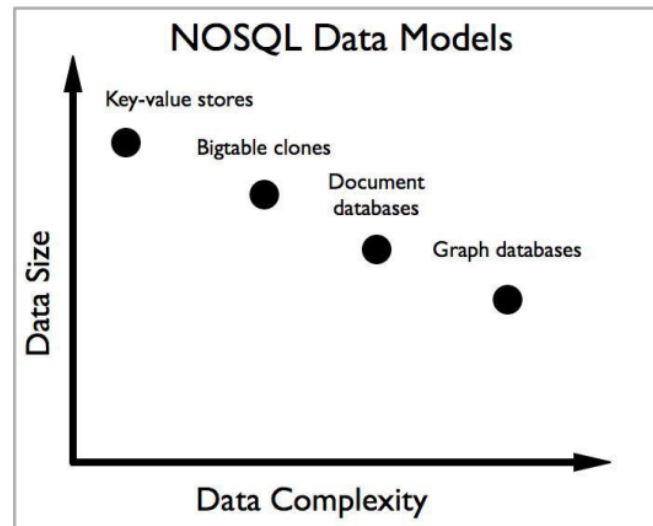 NOSQL Data Models
Key-value stores
Bigtable clones
Document
databases
Graph databases
Data Size
Data Complexity